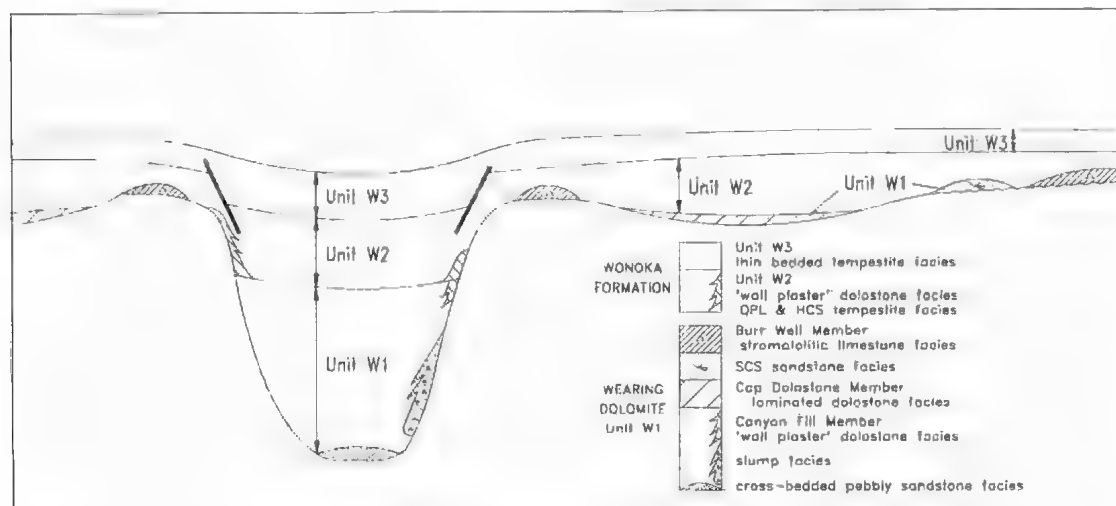 Unit W3
Unit W2
Unit W1
Unit W3
Unit W2
Unit W1
WONOKA
FORMATION
Unit W3
thin bedded tempestite facies
Unit W2
"wall plaster" dolostone facies
QPL & HCS tempestite facies
WEARING
DOLOMITE
Unit W1
Burr Well Member
stromatolitic limestone facies
SCS sandstone facies
Cap Dolostone Member
laminated dolostone facies
Canyon Fill Member
"wall plaster" dolostone facies
slump facies
cross-bedded pebbly sandstone facies